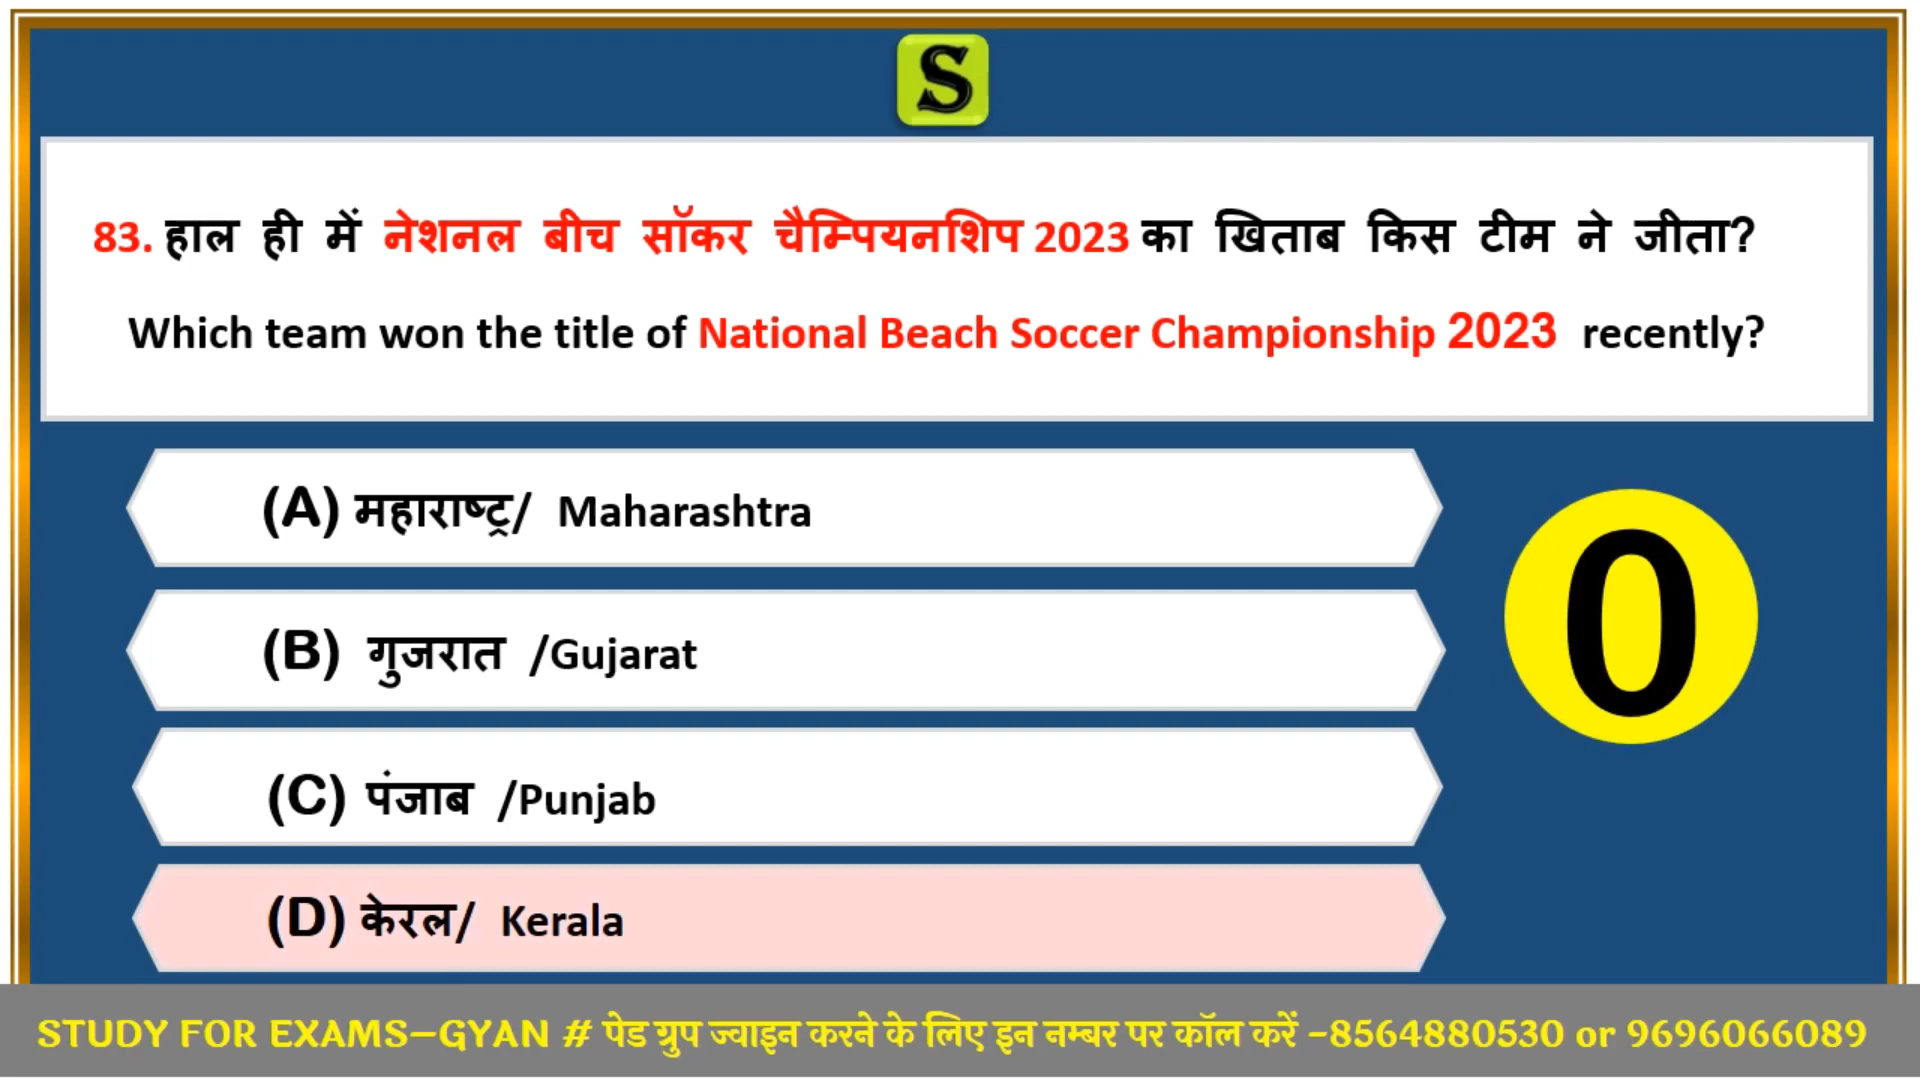 S
83. हाल ही में नेशनल बीच सॉकर चैम्पियनशिप 2023 का खिताब किस टीम ने जीता?
Which team won the title of National Beach Soccer Championship 2023 recently?
(A) महाराष्ट्र/ Maharashtra
(B) गुजरात /Gujarat
0
(C) पंजाब /Punjab
(D) केरल/ Kerala
STUDY FOR EXAMS–GYAN # पेड ग्रुप ज्वाइन करने के लिए इन नम्बर पर कॉल करें -8564880530 or 9696066089